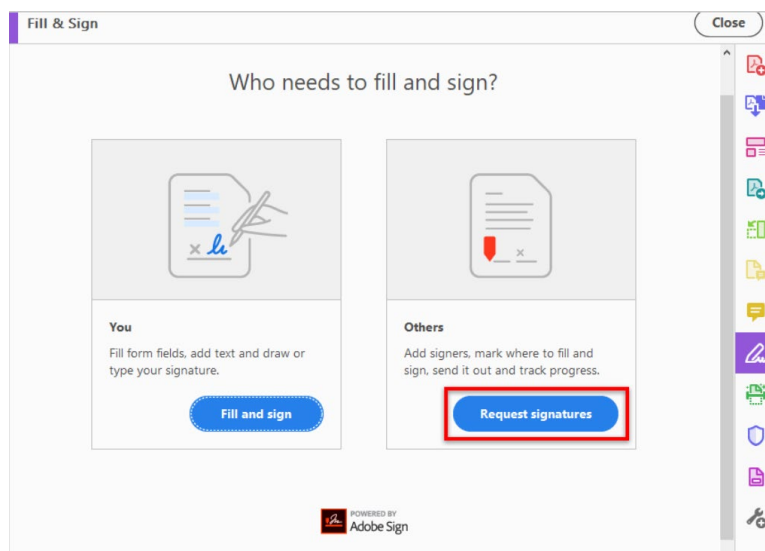 Fill & Sign
Close
Who needs to fill and sign?
You
Fill form fields, add text and draw or
type your signature.
Fill and sign
Others
Add signers, mark where to fill and
sign, send it out and track progress.
Request signatures
POWERED BY
Adobe Sign